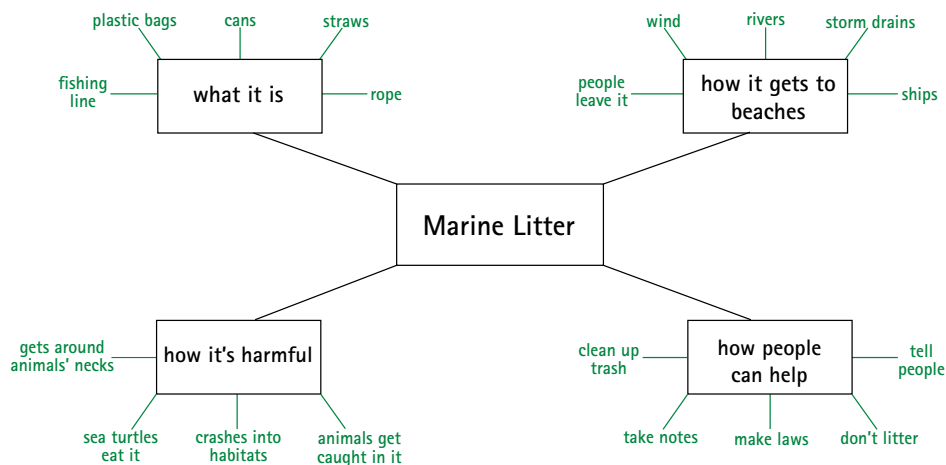 plastic bags
cans
straws
fishing
line
what it is
rope
wind
rivers
storm drains
people
leave it
how it gets to
beaches
ships
Marine Litter
gets around
animals' necks
how it's harmful
sea turtles
eat it
crashes into
habitats
animals get
caught in it
clean up
trash
how people
can help
tell
people
take notes
make laws
don't litter